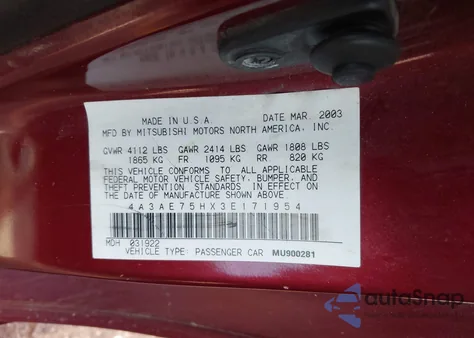 MADE IN U.S.A. DATE MAR. 2003
MFD BY MITSUBISHI MOTORS NORTH AMERICA, INC.
GVWR 4112 LBS GAWR 2414 LBS GAWR 1808 LBS
1865 KG FR 1095 KG RR 820 KG
THIS VEHICLE CONFORMS TO ALL APPLICABLE
FEDERAL MOTOR VEHICLE SAFETY, BUMPER, AND
THEFT PREVENTION STANDARDS IN EFFECT ON
THE DATE OF MANUFACTURE SHOWN ABOVE.
4A3AE75HX3E171954
MDH 031922
VEHICLE TYPE: PASSENGER CAR MU900281
autoSnap